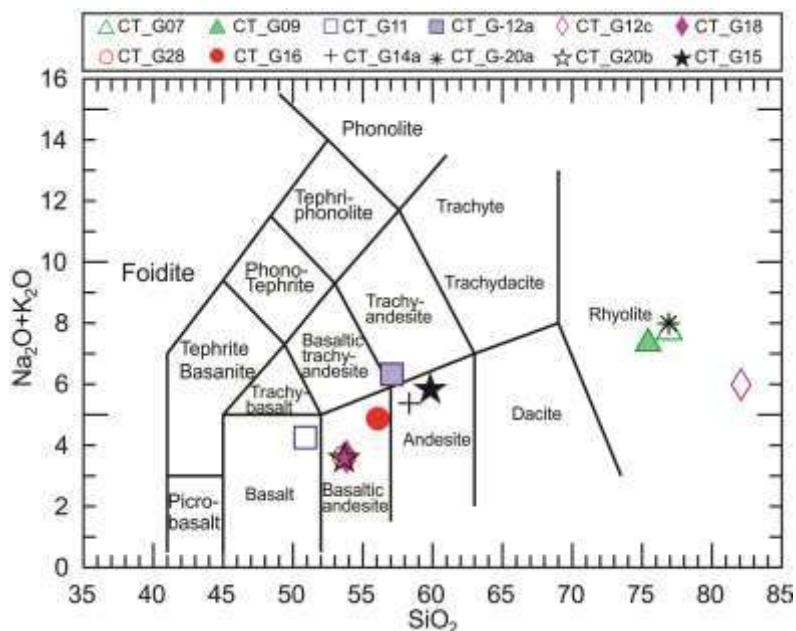 CT_G07 CT_G09 CT_G11 CT_G-12a CT_G12c CT_G18
CT_G28 CT_G16 CT_G14a CT_G-20a CT_G20b CT_G15
16
14
12
10
8
6
4
2
0
Na₂O+K₂O
Phonolite
Tephri-
phonolite
Trachyte
Foidite
Phono-
Tephrite
Trachydacite
Trachy-
andesite
Rhyolite
Tephrite
Basanite
Basaltic
trachy-
andesite
Trachy-
basalt
Dacite
Andesite
Basalt
Basaltic
andesite
Picro-
basalt
35 40 45 50 55 60 65 70 75 80 85
SiO₂